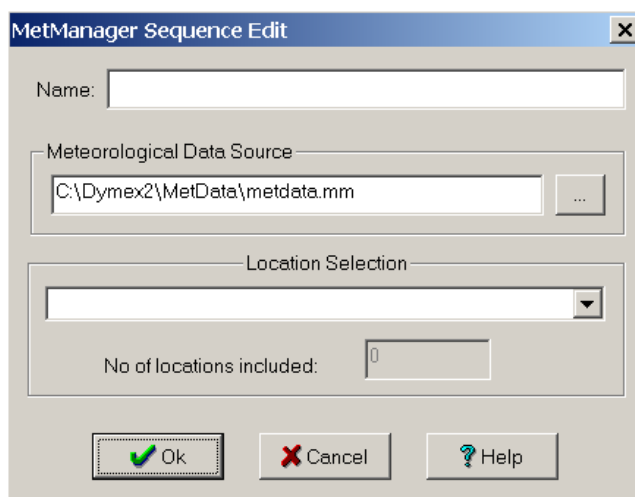 MetManager Sequence Edit
Name:
Meteorological Data Source
C:\Dymex2\MetData\metdata.mm
...
Location Selection
No of locations included: 0
Ok Cancel Help